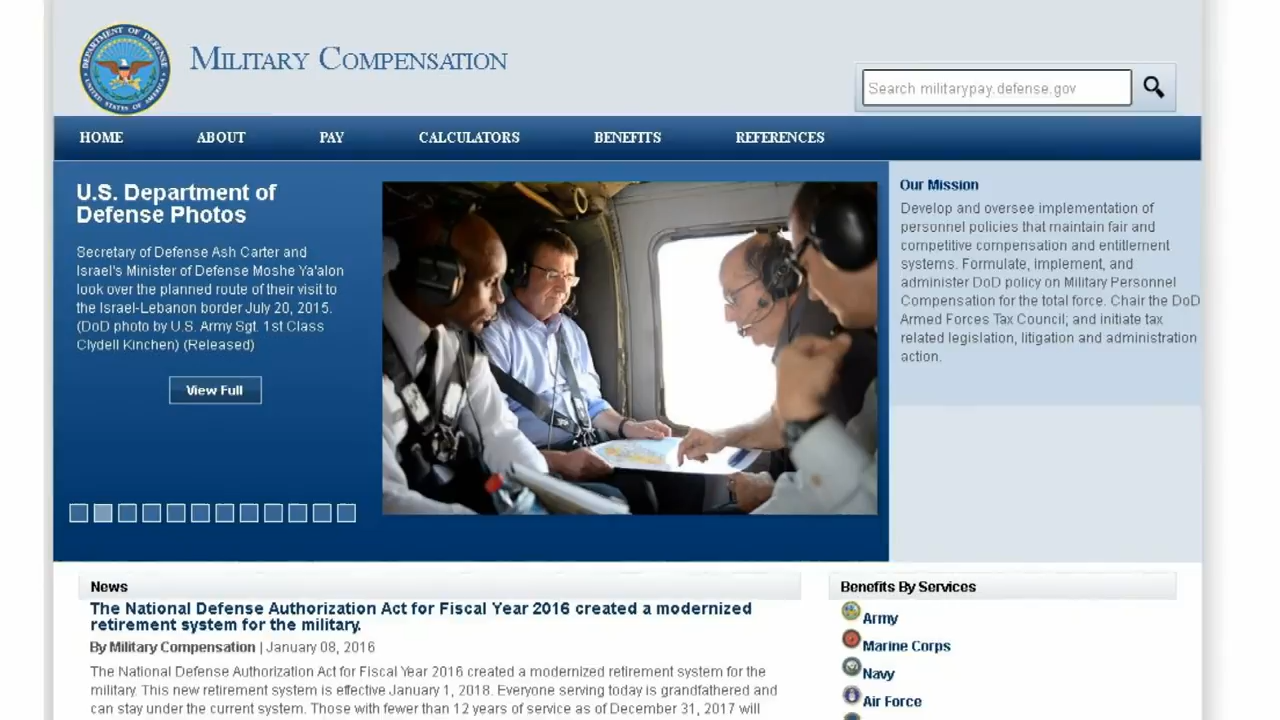 DEPARTMENT OF DEFENSE
UNITED STATES OF AMERICA
MILITARY COMPENSATION
Search militarypay.defense.gov
HOME
ABOUT
PAY
CALCULATORS
BENEFITS
REFERENCES
U.S. Department of
Defense Photos
Secretary of Defense Ash Carter and
Israel's Minister of Defense Moshe Ya'alon
look over the planned route of their visit to
the Israel-Lebanon border July 20, 2015.
(DoD photo by U.S. Army Sgt. 1st Class
Clydell Kinchen) (Released)
View Full
Our Mission
Develop and oversee implementation of
personnel policies that maintain fair and
competitive compensation and entitlement
systems. Formulate, implement, and
administer DoD policy on Military Personnel
Compensation for the total force. Chair the DoD
Armed Forces Tax Council; and initiate tax
related legislation, litigation and administration
action.
News
The National Defense Authorization Act for Fiscal Year 2016 created a modernized
retirement system for the military.
By Military Compensation | January 08, 2016
The National Defense Authorization Act for Fiscal Year 2016 created a modernized retirement system for the
military. This new retirement system is effective January 1, 2018. Everyone serving today is grandfathered and
can stay under the current system. Those with fewer than 12 years of service as of December 31, 2017 will
Benefits By Services
Army
Marine Corps
Navy
Air Force